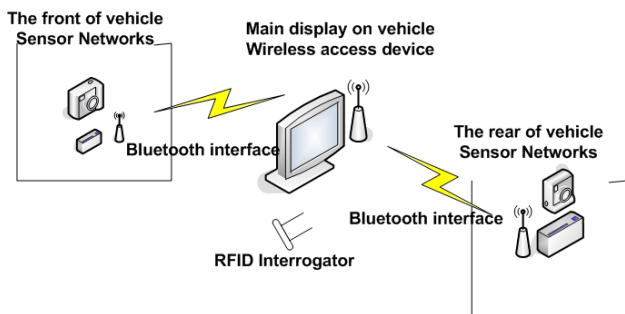 The front of vehicle
Sensor Networks
Main display on vehicle
Wireless access device
Bluetooth interface
The rear of vehicle
Sensor Networks
Bluetooth interface
RFID Interrogator